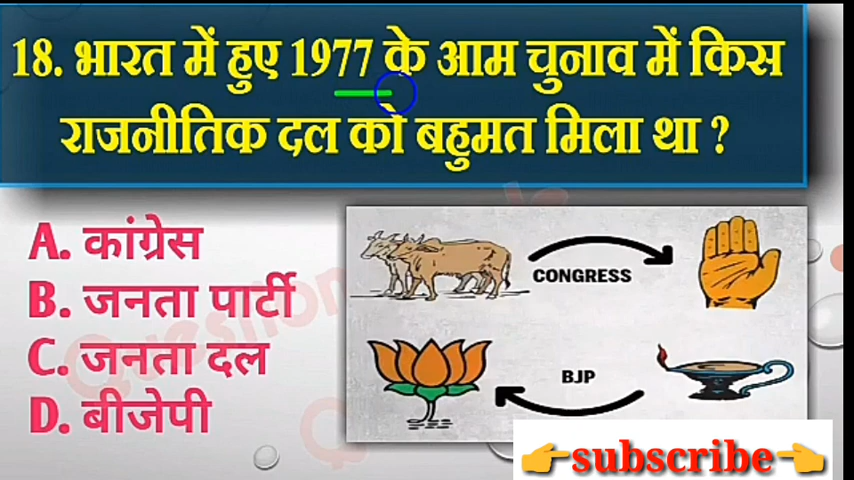 18. भारत में हुए 1977 के आम चुनाव में किस
राजनीतिक दल को बहुमत मिला था ?
A. कांग्रेस
B. जनता पार्टी
C. जनता दल
D. बीजेपी
CONGRESS
BJP
👉subscribe👈